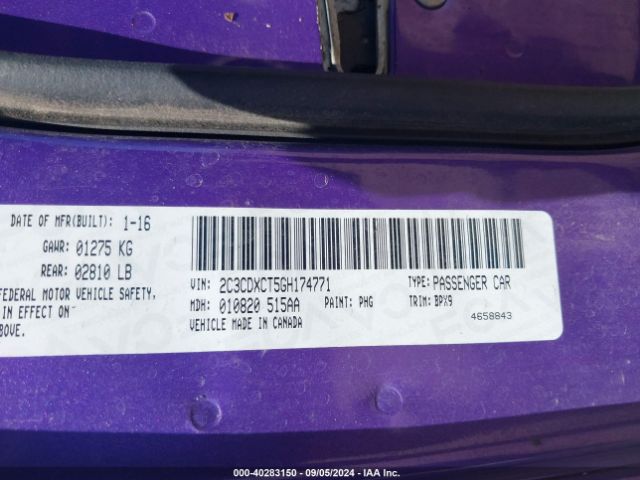 DATE OF MFR(BUILT): 1-16
GAWR: 01275 KG
REAR: 02810 LB
FEDERAL MOTOR VEHICLE SAFETY,
IN EFFECT ON
ABOVE.
VIN: 2C3CDXCT5GH174771
TYPE: PASSENGER CAR
MDH: 010820 515AA
PAINT: PHG
TRIM: BPX9
VEHICLE MADE IN CANADA
4658843
000-40283150 - 09/05/2024 - IAA Inc.